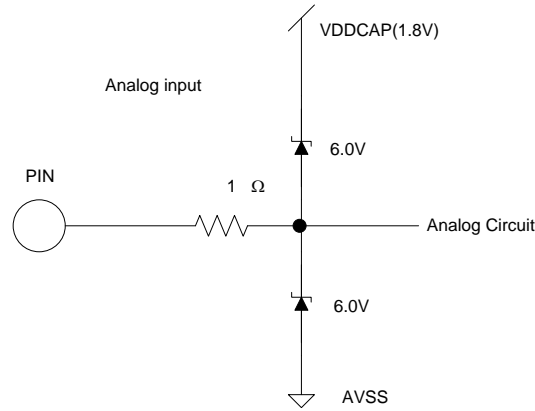 VDDCAP(1.8V)
Analog input
6.0V
PIN
1 Ω
Analog Circuit
6.0V
AVSS